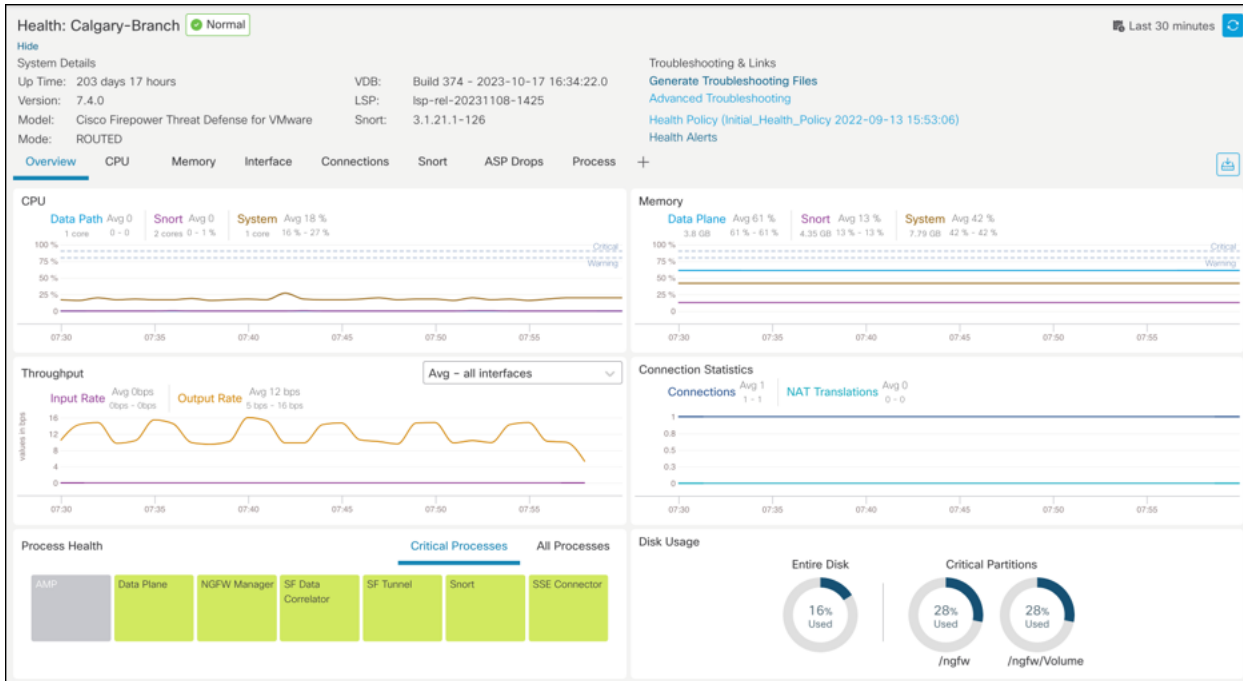 Health: Calgary-Branch Normal
Last 30 minutes
Hide
System Details
Up Time: 203 days 17 hours
Version: 7.4.0
Model: Cisco Firepower Threat Defense for VMware
Mode: ROUTED
VDB: Build 374 - 2023-10-17 16:34:22.0
LSP: lsp-rel-20231108-1425
Snort: 3.1.21.1-126
Troubleshooting & Links
Generate Troubleshooting Files
Advanced Troubleshooting
Health Policy (Initial_Health_Policy 2022-09-13 15:53:06)
Health Alerts
Overview CPU Memory Interface Connections Snort ASP Drops Process +
CPU
Data Path Avg 0 Snort Avg 0 System Avg 18 %
1 core 0 - 0 2 cores 0 - 1 % 1 core 16 % - 27 %
100 %
Critical
75 %
Warning
50 %
25 %
0
07:30 07:35 07:40 07:45 07:50 07:55
Memory
Data Plane Avg 61 % Snort Avg 13 % System Avg 42 %
3.8 GB 61 % - 61 % 4.35 GB 13 % - 13 % 7.79 GB 42 % - 42 %
100 %
Critical
75 %
Warning
50 %
25 %
0
07:30 07:35 07:40 07:45 07:50 07:55
Throughput
Avg - all interfaces
Input Rate Avg 0bps Output Rate Avg 12 bps
0bps - 0bps 5 bps - 16 bps
values in bps
16
12
8
4
0
07:30 07:35 07:40 07:45 07:50 07:55
Connection Statistics
Connections Avg 1 NAT Translations Avg 0
1 - 1 0 - 0
1
0.8
0.5
0.3
0
07:30 07:35 07:40 07:45 07:50 07:55
Process Health
Critical Processes All Processes
AMP Data Plane NGFW Manager SF Data Correlator SF Tunnel Snort SSE Connector
Disk Usage
Entire Disk Critical Partitions
16% 28% 28%
Used Used Used
/ngfw /ngfw/Volume